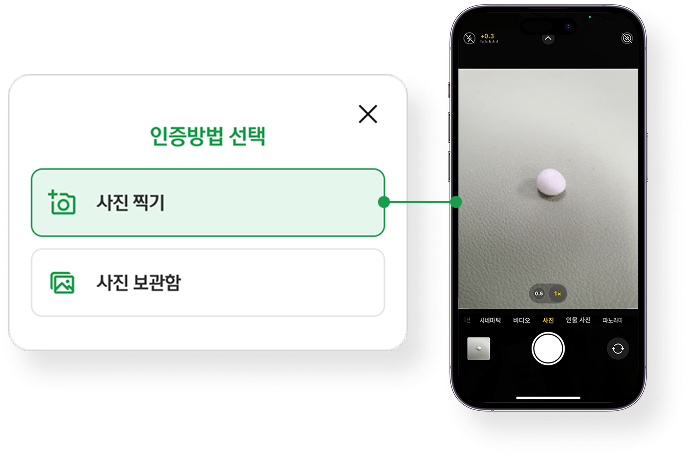 인증방법 선택
사진 찍기
사진 보관함
+0.3
0.5 1×
시네마틱 비디오 사진 인물 사진 파노라마